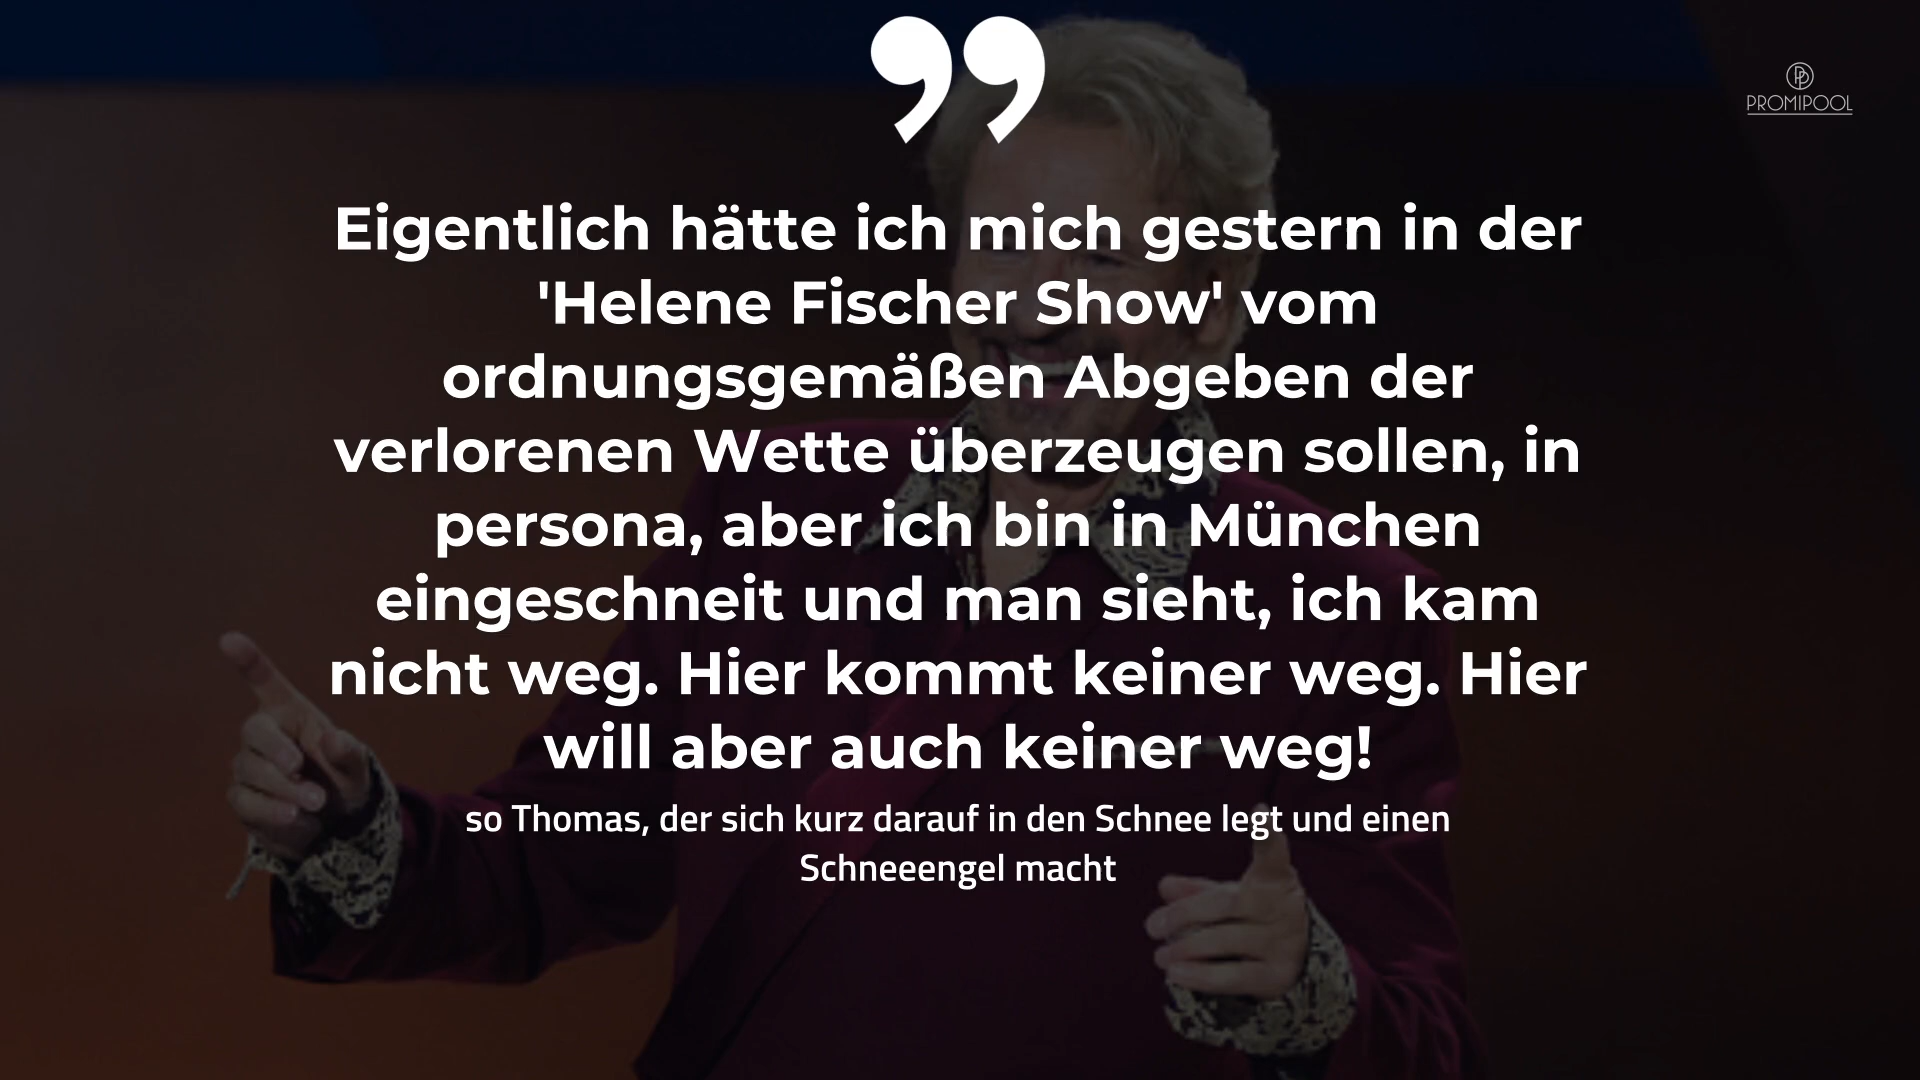 PROMIPOOL
Eigentlich hätte ich mich gestern in der
'Helene Fischer Show' vom
ordnungsgemäßen Abgeben der
verlorenen Wette überzeugen sollen, in
persona, aber ich bin in München
eingeschneit und man sieht, ich kam
nicht weg. Hier kommt keiner weg. Hier
will aber auch keiner weg!
so Thomas, der sich kurz darauf in den Schnee legt und einen
Schneeengel macht